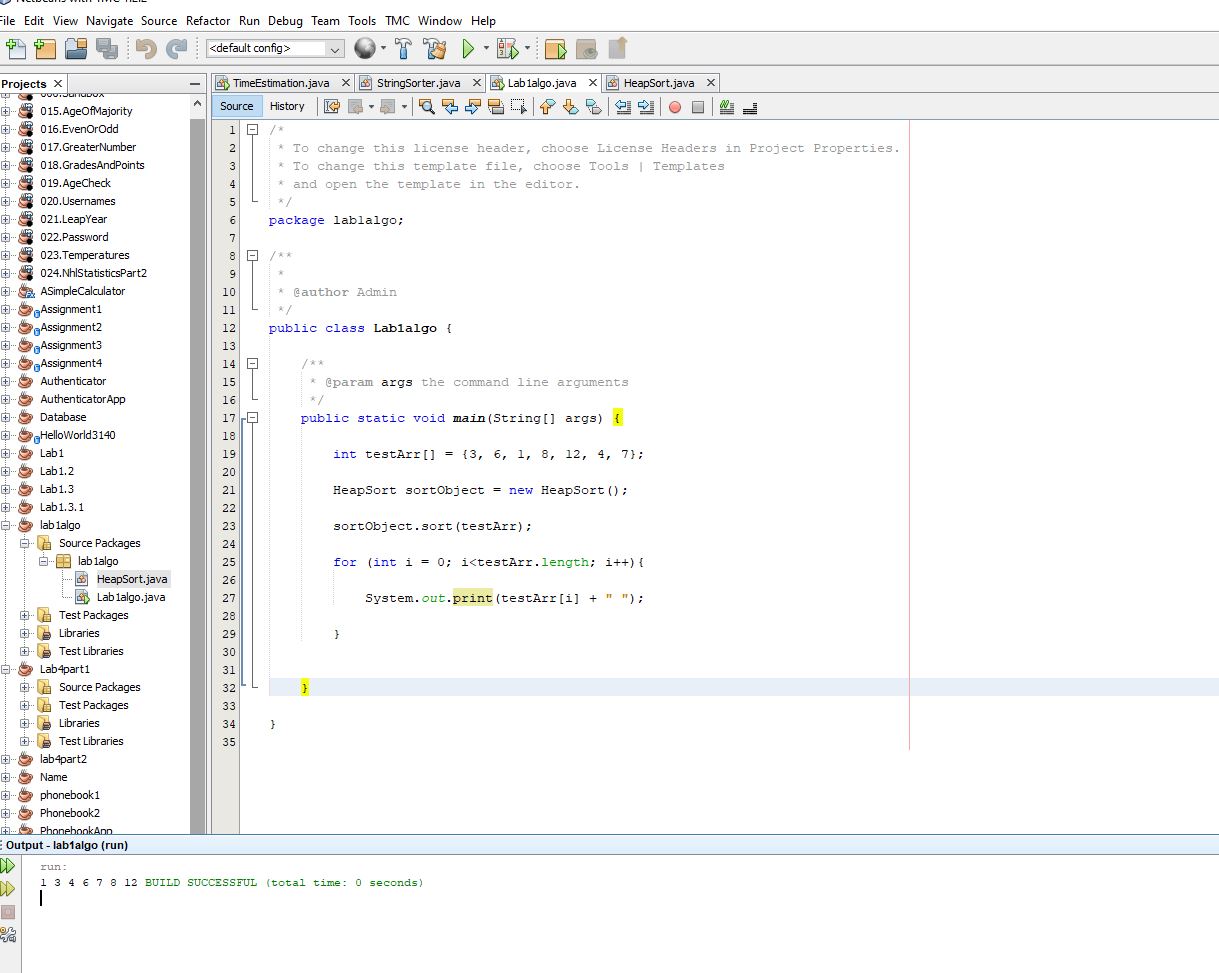 File Edit View Navigate Source Refactor Run Debug Team Tools TMC Window Help
<default config>
Projects
TimeEstimation.java StringSorter.java Lab1algo.java HeapSort.java
Source History
015.AgeOfMajority
016.EvenOrOdd
017.GreaterNumber
018.GradesAndPoints
019.AgeCheck
020.Usernames
021.LeapYear
022.Password
023.Temperatures
024.NhlStatisticsPart2
ASimpleCalculator
Assignment1
Assignment2
Assignment3
Assignment4
Authenticator
AuthenticatorApp
Database
HelloWorld3140
Lab1
Lab1.2
Lab1.3
Lab1.3.1
lab1algo
Source Packages
lab1algo
HeapSort.java
Lab1algo.java
Test Packages
Libraries
Test Libraries
Lab4part1
Source Packages
Test Packages
Libraries
Test Libraries
lab4part2
Name
phonebook1
Phonebook2
PhonebookApp
1 /*
2 * To change this license header, choose License Headers in Project Properties.
3 * To change this template file, choose Tools | Templates
4 * and open the template in the editor.
5 */
6 package lab1algo;
7
8 /**
9 *
10 * @author Admin
11 */
12 public class Lab1algo {
13
14 /**
15 * @param args the command line arguments
16 */
17 public static void main(String[] args) {
18
19 int testArr[] = {3, 6, 1, 8, 12, 4, 7};
20
21 HeapSort sortObject = new HeapSort();
22
23 sortObject.sort(testArr);
24
25 for (int i = 0; i<testArr.length; i++){
26
27 System.out.print(testArr[i] + " ");
28
29 }
30
31
32 }
33
34 }
35
Output - lab1algo (run)
run:
1 3 4 6 7 8 12 BUILD SUCCESSFUL (total time: 0 seconds)